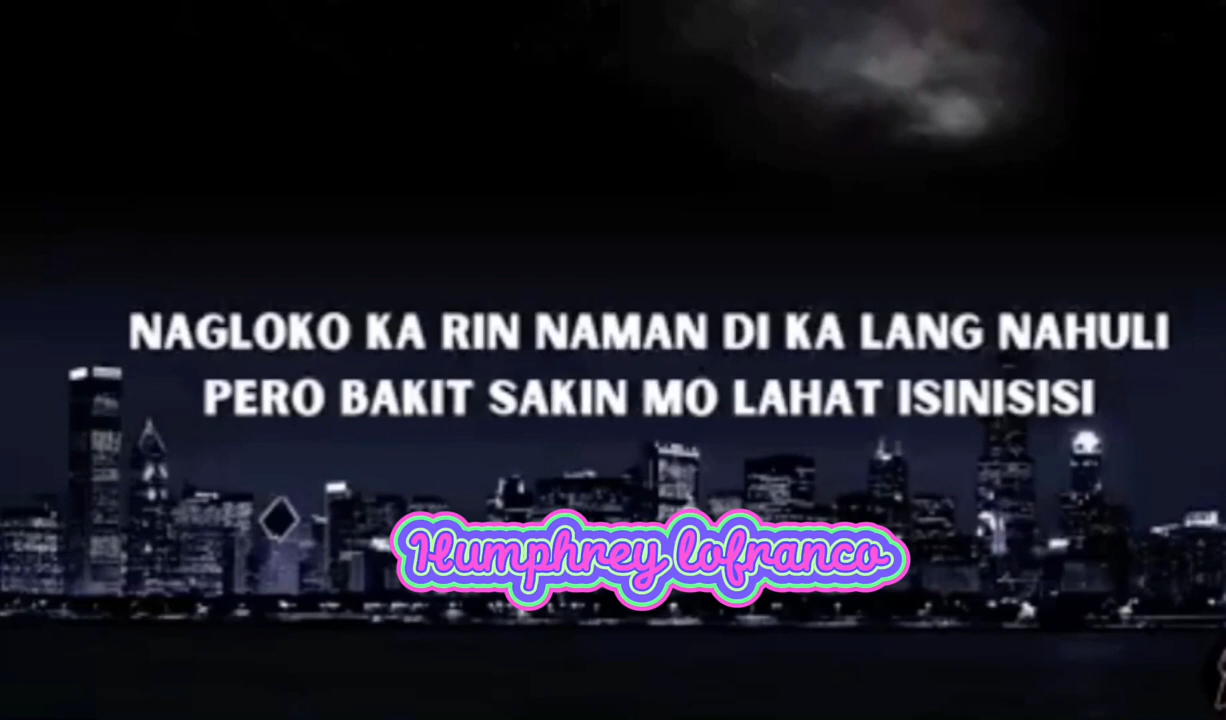 NAGLOKO KA RIN NAMAN DI KA LANG NAHULI
PERO BAKIT SAKIN MO LAHAT ISINISISI
Humphrey lofranco